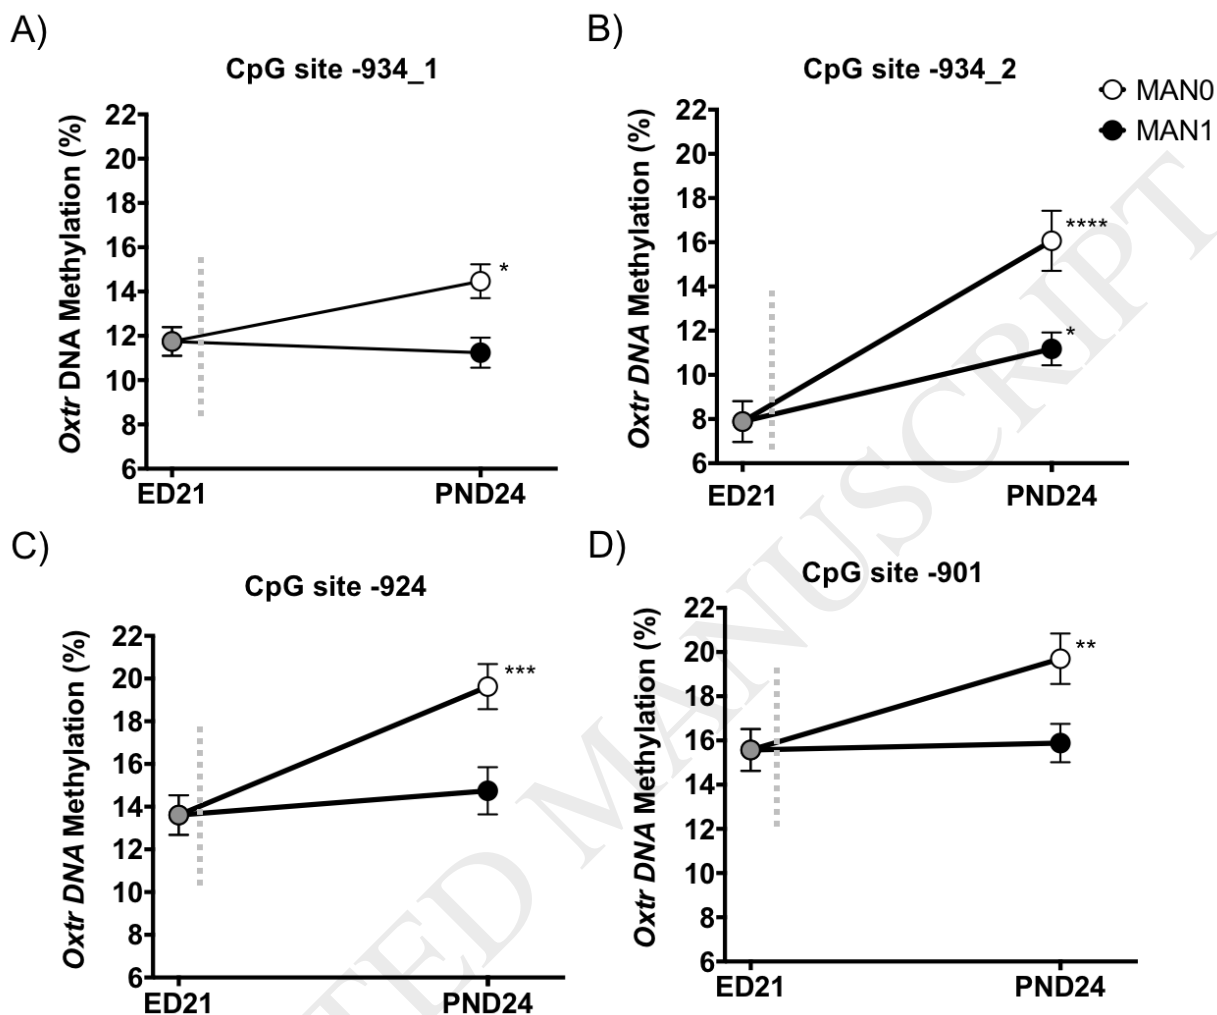 A)
CpG site -934_1
Oxtr DNA Methylation (%)
22
20
18
16
14
12
10
8
6
*
ED21 PND24
B)
CpG site -934_2
MAN0
MAN1
Oxtr DNA Methylation (%)
22
20
18
16
14
12
10
8
6
****
*
ED21 PND24
C)
CpG site -924
Oxtr DNA Methylation (%)
22
20
18
16
14
12
10
8
6
***
ED21 PND24
D)
CpG site -901
Oxtr DNA Methylation (%)
22
20
18
16
14
12
10
8
6
**
ED21 PND24
TED MANUSCRIPT